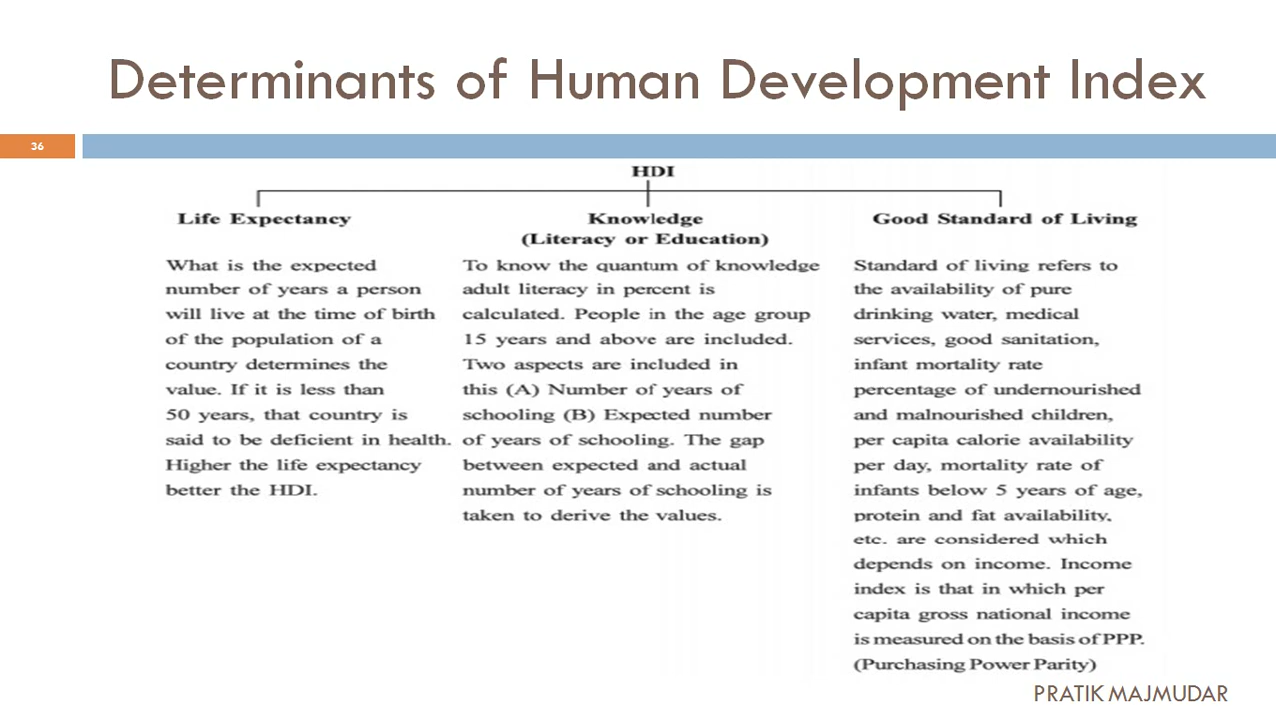 Determinants of Human Development Index
36
HDI
Life Expectancy
What is the expected
number of years a person
will live at the time of birth
of the population of a
country determines the
value. If it is less than
50 years, that country is
said to be deficient in health.
Higher the life expectancy
better the HDI.
Knowledge
(Literacy or Education)
To know the quantum of knowledge
adult literacy in percent is
calculated. People in the age group
15 years and above are included.
Two aspects are included in
this (A) Number of years of
schooling (B) Expected number
of years of schooling. The gap
between expected and actual
number of years of schooling is
taken to derive the values.
Good Standard of Living
Standard of living refers to
the availability of pure
drinking water, medical
services, good sanitation,
infant mortality rate
percentage of undernourished
and malnourished children,
per capita calorie availability
per day, mortality rate of
infants below 5 years of age,
protein and fat availability,
etc. are considered which
depends on income. Income
index is that in which per
capita gross national income
is measured on the basis of PPP.
(Purchasing Power Parity)
PRATIK MAJMUDAR